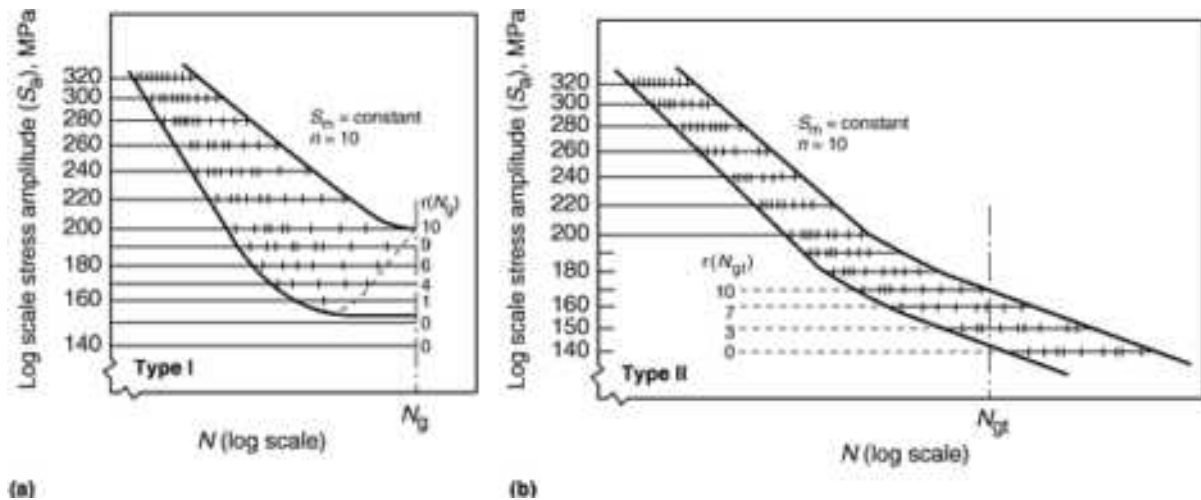 Log scale stress amplitude (Sa), MPa
320
300
280
260
240
220
200
180
160
140
Sm = constant
n = 10
r(Ng)
10
9
6
4
1
0
0
Type I
Ng
N (log scale)
(a)
Log scale stress amplitude (Sa), MPa
320
300
280
260
240
220
200
180
160
150
140
Sm = constant
n = 10
r(Ngt)
10
7
3
0
Type II
Ngt
N (log scale)
(b)